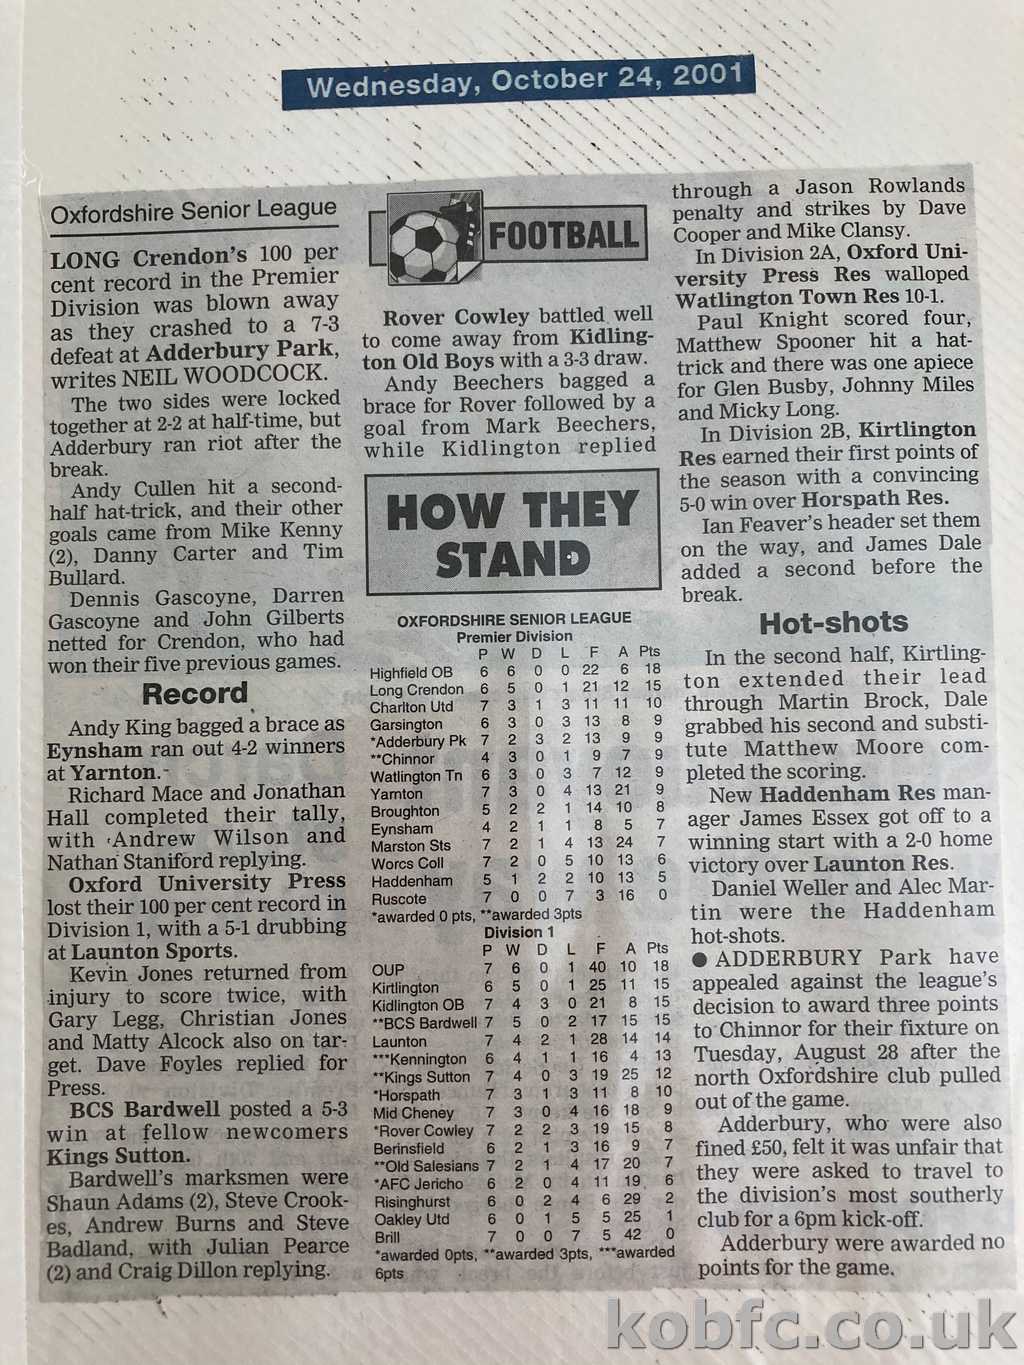 Wednesday, October 24, 2001
Oxfordshire Senior League
LONG Crendon's 100 per
cent record in the Premier
Division was blown away
as they crashed to a 7-3
defeat at Adderbury Park,
writes NEIL WOODCOCK.
The two sides were locked
together at 2-2 at half-time, but
Adderbury ran riot after the
break.
Andy Cullen hit a second-
half hat-trick, and their other
goals came from Mike Kenny
(2), Danny Carter and Tim
Bullard.
Dennis Gascoyne, Darren
Gascoyne and John Gilberts
netted for Crendon, who had
won their five previous games.
Record
Andy King bagged a brace as
Eynsham ran out 4-2 winners
at Yarnton.
Richard Mace and Jonathan
Hall completed their tally,
with Andrew Wilson and
Nathan Staniford replying.
Oxford University Press
lost their 100 per cent record in
Division 1, with a 5-1 drubbing
at Launton Sports.
Kevin Jones returned from
injury to score twice, with
Gary Legg, Christian Jones
and Matty Alcock also on tar-
get. Dave Foyles replied for
Press.
BCS Bardwell posted a 5-3
win at fellow newcomers
Kings Sutton.
Bardwell's marksmen were
Shaun Adams (2), Steve Crook-
es, Andrew Burns and Steve
Badland, with Julian Pearce
(2) and Craig Dillon replying.
FOOTBALL
Rover Cowley battled well
to come away from Kidling-
ton Old Boys with a 3-3 draw.
Andy Beechers bagged a
brace for Rover followed by a
goal from Mark Beechers,
while Kidlington replied
HOW THEY
STAND
OXFORDSHIRE SENIOR LEAGUE
Premier Division
P W D L F A Pts
Highfield OB 6 6 0 0 22 6 18
Long Crendon 6 5 0 1 21 12 15
Charlton Utd 7 3 1 3 11 11 10
Garsington 6 3 0 3 13 8 9
*Adderbury Pk 7 2 3 2 13 9 9
**Chinnor 4 3 0 1 9 7 9
Watlington Tn 6 3 0 3 7 12 9
Yarnton 7 3 0 4 13 21 9
Broughton 5 2 2 1 14 10 8
Eynsham 4 2 1 1 8 5 7
Marston Sts 7 2 1 4 13 24 7
Worcs Coll 7 2 0 5 10 13 6
Haddenham 5 1 2 2 10 13 5
Ruscote 7 0 0 7 3 16 0
*awarded 0 pts, **awarded 3pts
Division 1
P W D L F A Pts
OUP 7 6 0 1 40 10 18
Kirtlington 6 5 0 1 25 11 15
Kidlington OB 7 4 3 0 21 8 15
**BCS Bardwell 7 5 0 2 17 15 15
Launton 7 4 2 1 28 14 14
***Kennington 6 4 1 1 16 4 13
**Kings Sutton 7 4 0 3 19 25 12
*Horspath 7 3 1 3 11 8 10
Mid Cheney 7 3 0 4 16 18 9
*Rover Cowley 7 2 2 3 19 15 8
Berinsfield 6 2 1 3 16 9 7
**Old Salesians 7 2 1 4 17 20 7
*AFC Jericho 6 2 0 4 11 19 6
Risinghurst 6 0 2 4 6 29 2
Oakley Utd 6 0 1 5 5 25 1
Brill 7 0 0 7 5 42 0
*awarded 0pts, **awarded 3pts, ***awarded
6pts
through a Jason Rowlands
penalty and strikes by Dave
Cooper and Mike Clansy.
In Division 2A, Oxford Uni-
versity Press Res walloped
Watlington Town Res 10-1.
Paul Knight scored four,
Matthew Spooner hit a hat-
trick and there was one apiece
for Glen Busby, Johnny Miles
and Micky Long.
In Division 2B, Kirtlington
Res earned their first points of
the season with a convincing
5-0 win over Horspath Res.
Ian Feaver's header set them
on the way, and James Dale
added a second before the
break.
Hot-shots
In the second half, Kirtling-
ton extended their lead
through Martin Brock, Dale
grabbed his second and substi-
tute Matthew Moore com-
pleted the scoring.
New Haddenham Res man-
ager James Essex got off to a
winning start with a 2-0 home
victory over Launton Res.
Daniel Weller and Alec Mar-
tin were the Haddenham
hot-shots.
● ADDERBURY Park have
appealed against the league's
decision to award three points
to Chinnor for their fixture on
Tuesday, August 28 after the
north Oxfordshire club pulled
out of the game.
Adderbury, who were also
fined £50, felt it was unfair that
they were asked to travel to
the division's most southerly
club for a 6pm kick-off.
Adderbury were awarded no
points for the game.
kobfc.co.uk